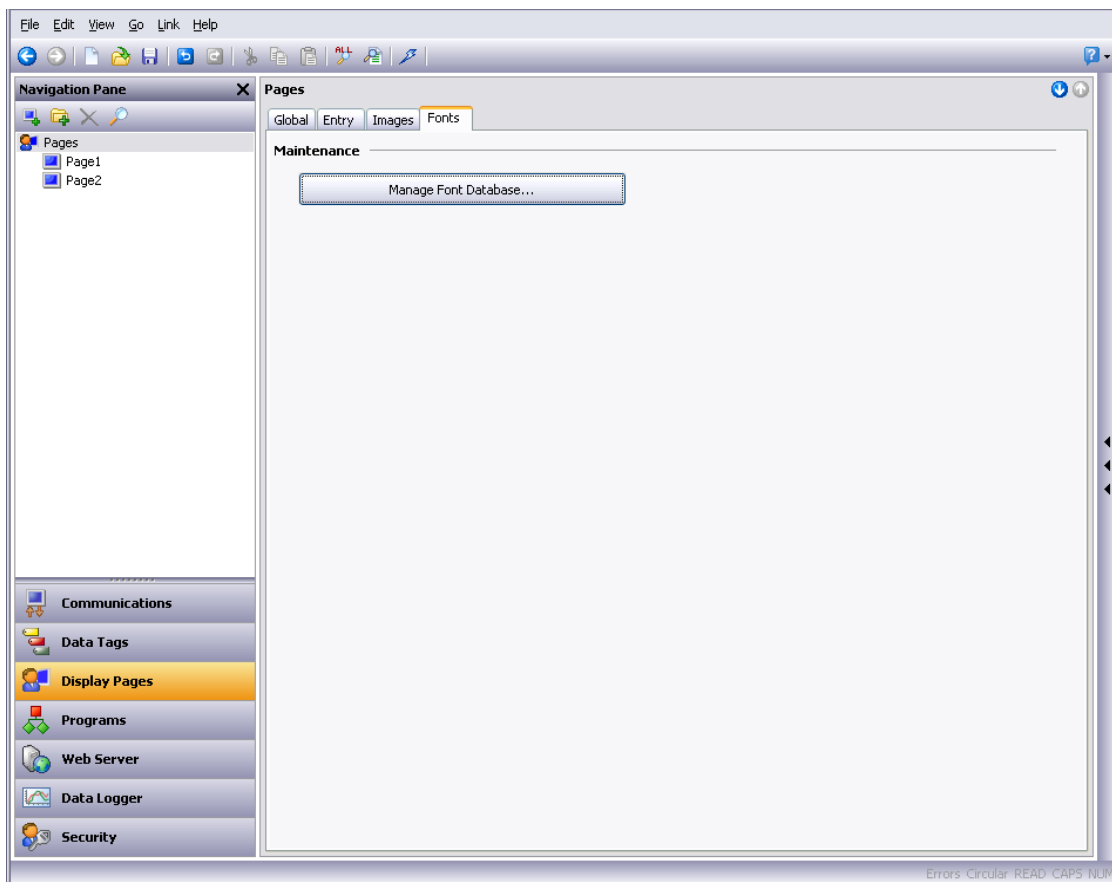 File Edit View Go Link Help
ALL
Navigation Pane
Pages
Page1
Page2
Communications
Data Tags
Display Pages
Programs
Web Server
Data Logger
Security
Pages
Global Entry Images Fonts
Maintenance
Manage Font Database...
Errors Circular READ CAPS NUM